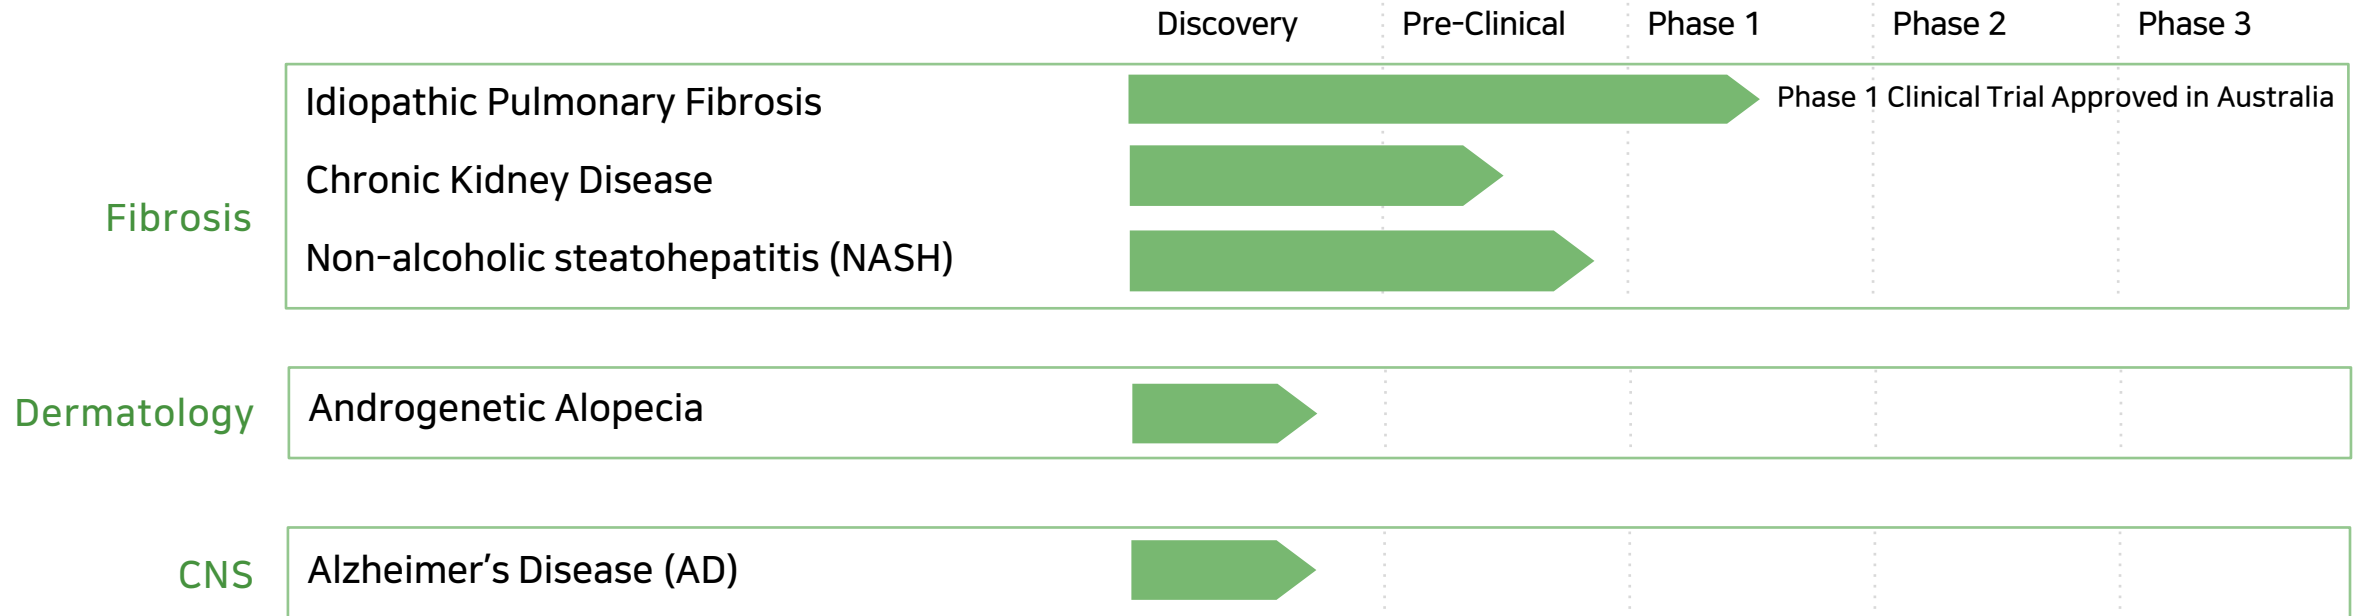 Discovery Pre-Clinical Phase 1 Phase 2 Phase 3
Idiopathic Pulmonary Fibrosis Phase 1 Clinical Trial Approved in Australia
Chronic Kidney Disease
Fibrosis
Non-alcoholic steatohepatitis (NASH)
Dermatology Androgenetic Alopecia
CNS Alzheimer's Disease (AD)